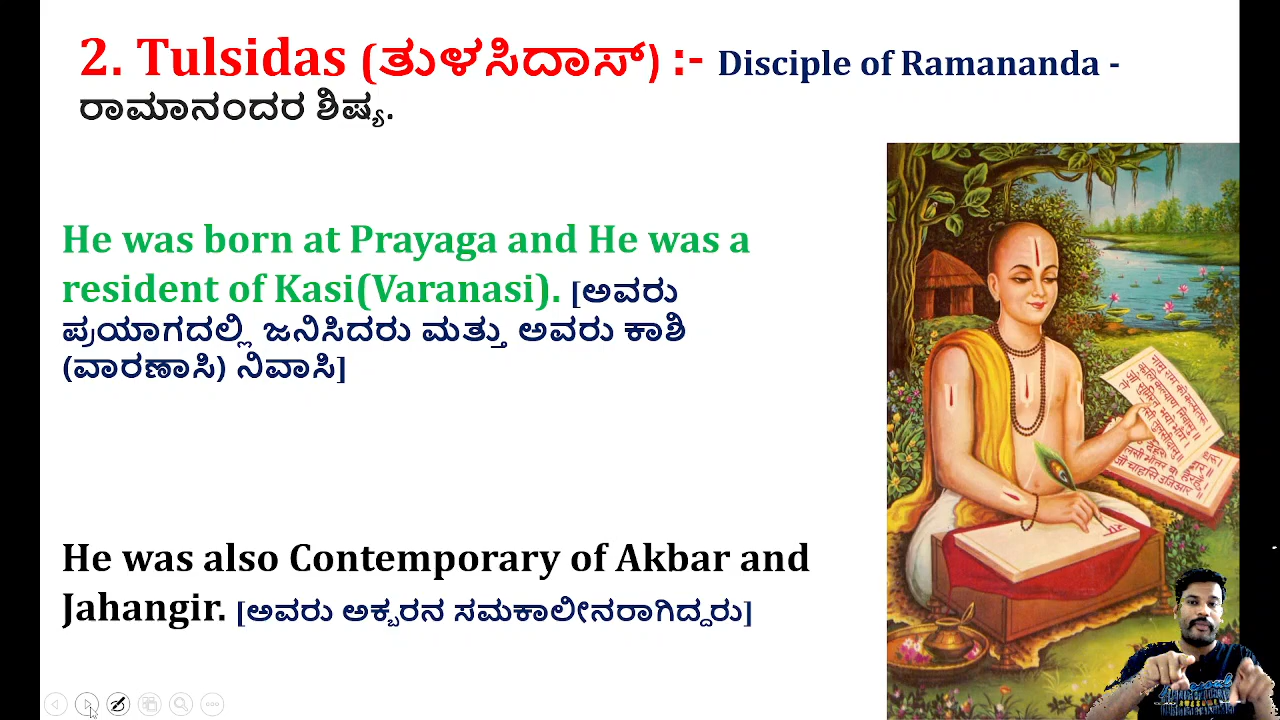 2. Tulsidas (ತುಳಸಿದಾಸ್) :- Disciple of Ramananda -
ರಾಮಾನಂದರ ಶಿಷ್ಯ.
He was born at Prayaga and He was a
resident of Kasi(Varanasi). [ಅವರು
ಪ್ರಯಾಗದಲ್ಲಿ ಜನಿಸಿದರು ಮತ್ತು ಅವರು ಕಾಶಿ
(ವಾರಣಾಸಿ) ನಿವಾಸಿ]
He was also Contemporary of Akbar and
Jahangir. [ಅವರು ಅಕ್ಬರನ ಸಮಕಾಲೀನರಾಗಿದ್ದರು]